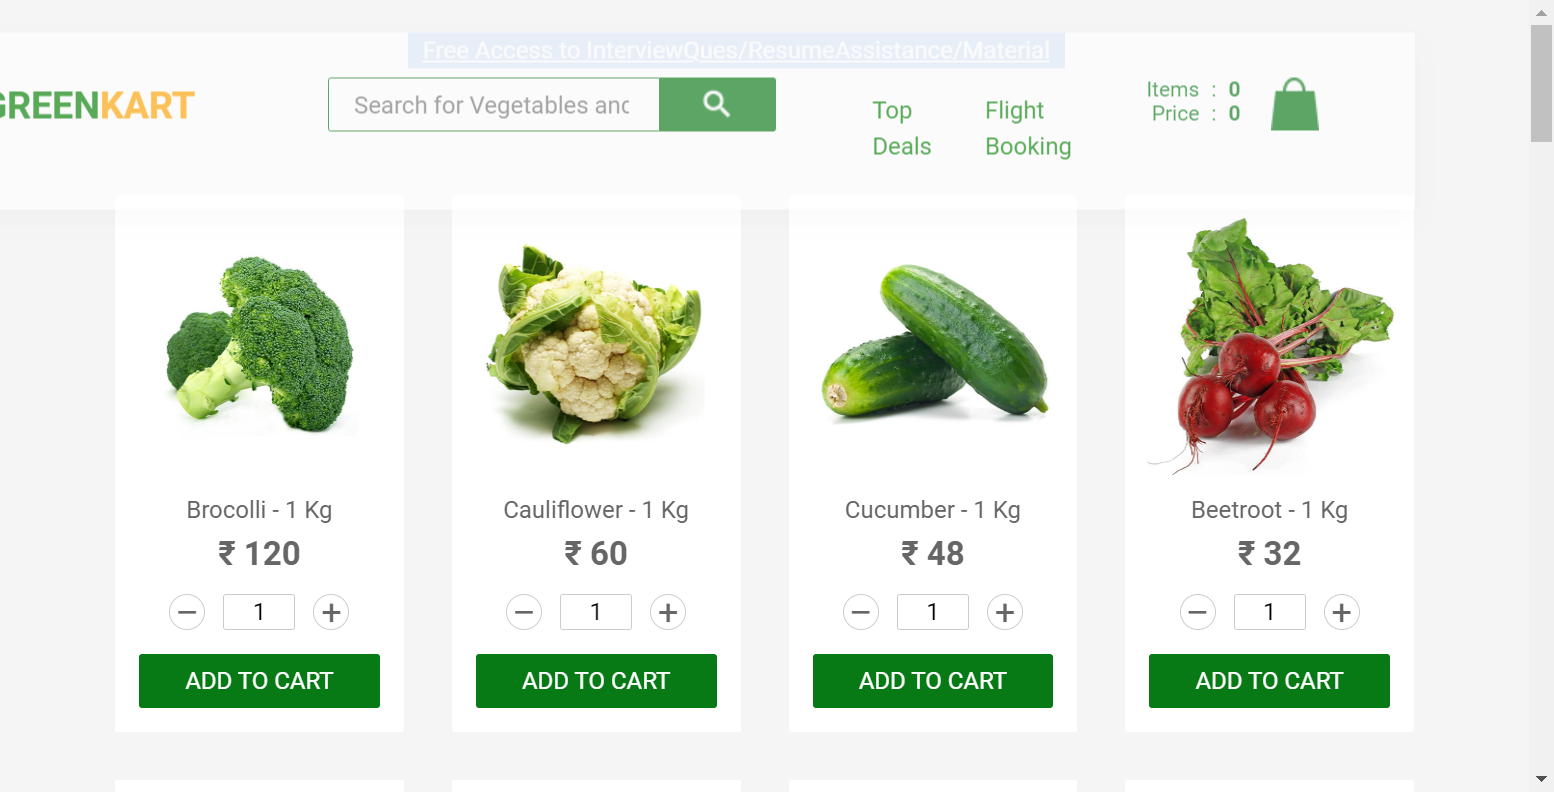 Free Access to InterviewQues/ResumeAssistance/Material
GREENKART
Search for Vegetables and
Top
Deals
Flight
Booking
Items : 0
Price : 0
Brocolli - 1 Kg
₹ 120
1
ADD TO CART
Cauliflower - 1 Kg
₹ 60
1
ADD TO CART
Cucumber - 1 Kg
₹ 48
1
ADD TO CART
Beetroot - 1 Kg
₹ 32
1
ADD TO CART